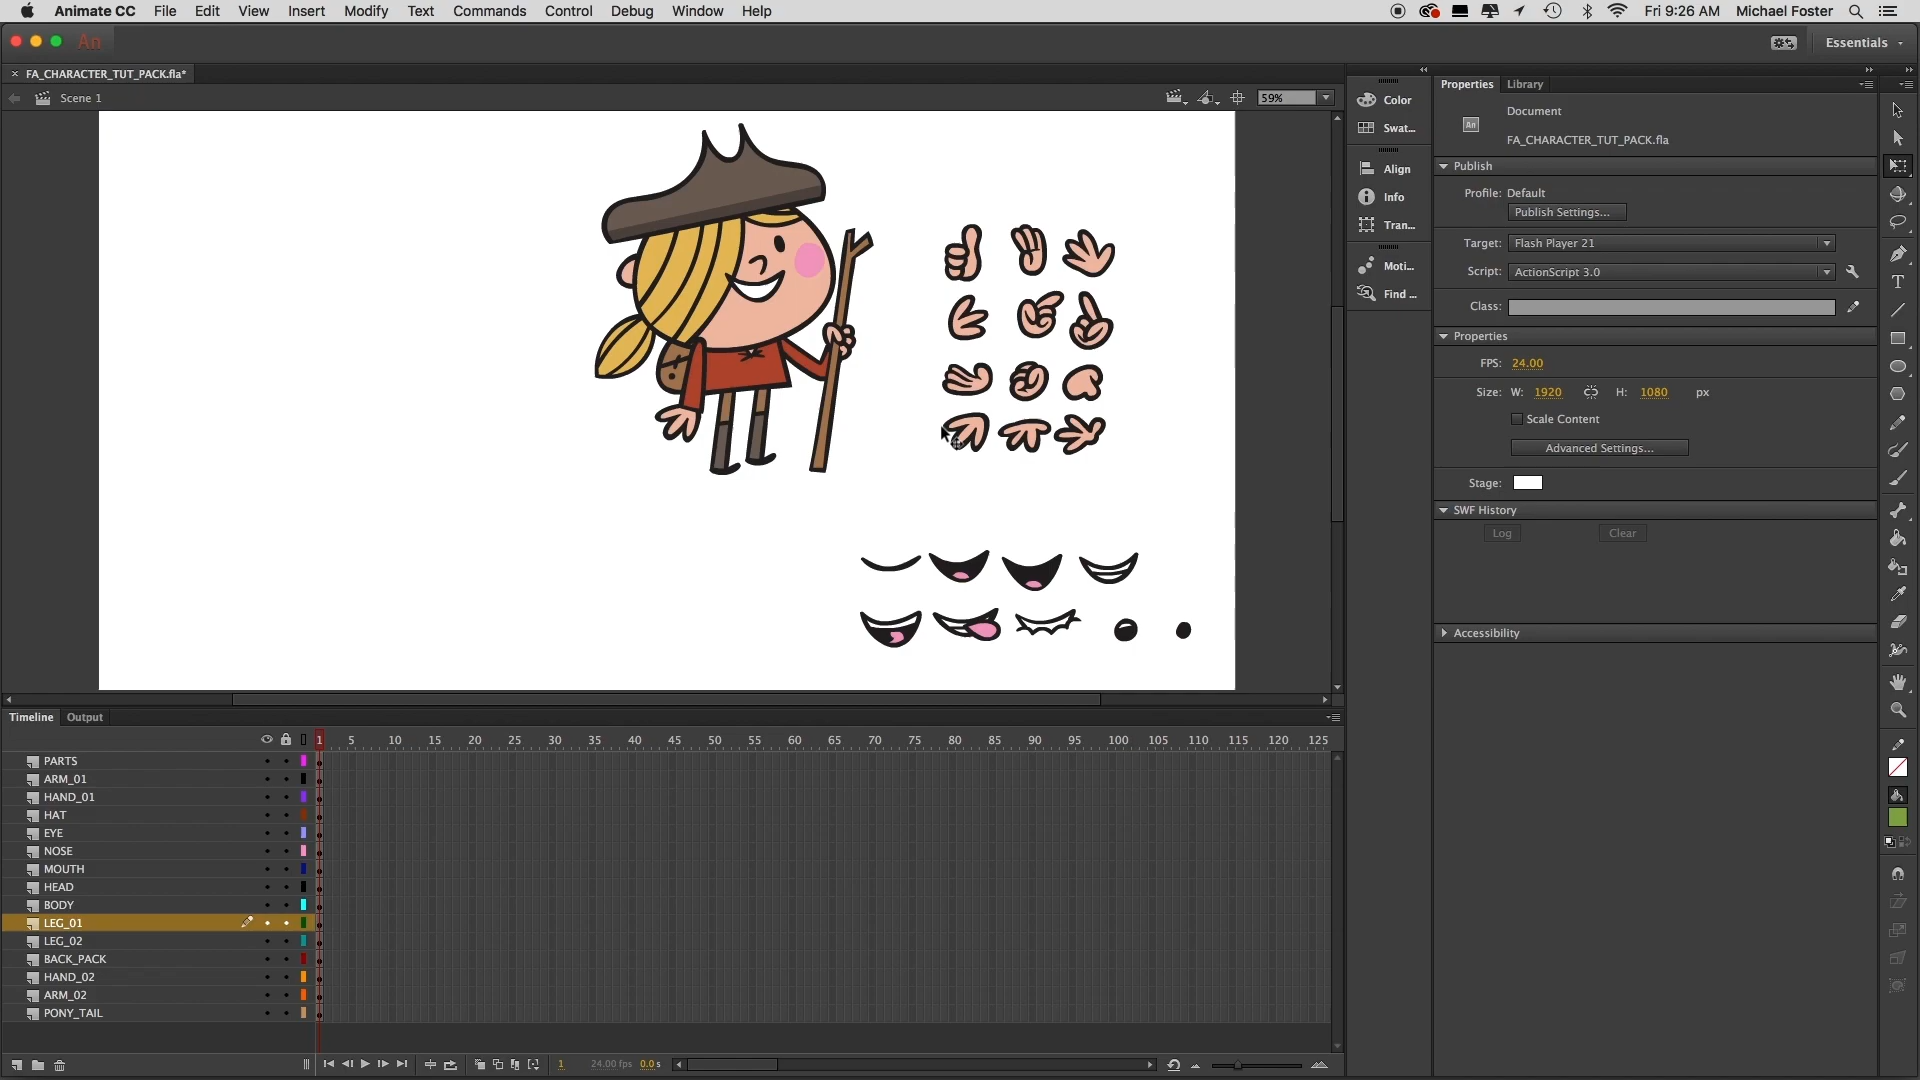 Animate CC File Edit View Insert Modify Text Commands Control Debug Window Help Fri 9:26 AM Michael Foster
An Essentials
× FA_CHARACTER_TUT_PACK.fla*
Scene 1 59%
Color
Swat...
Align
Info
Tran...
Moti...
Find ...
Properties Library
Document
An
FA_CHARACTER_TUT_PACK.fla
Publish
Profile: Default
Publish Settings...
Target: Flash Player 21
Script: ActionScript 3.0
Class:
Properties
FPS: 24.00
Size: W: 1920 H: 1080 px
Scale Content
Advanced Settings...
Stage:
SWF History
Log Clear
Accessibility
T
Timeline Output
1 5 10 15 20 25 30 35 40 45 50 55 60 65 70 75 80 85 90 95 100 105 110 115 120 125
PARTS
ARM_01
HAND_01
HAT
EYE
NOSE
MOUTH
HEAD
BODY
LEG_01
LEG_02
BACK_PACK
HAND_02
ARM_02
PONY_TAIL
1 24.00 fps 0.0 s